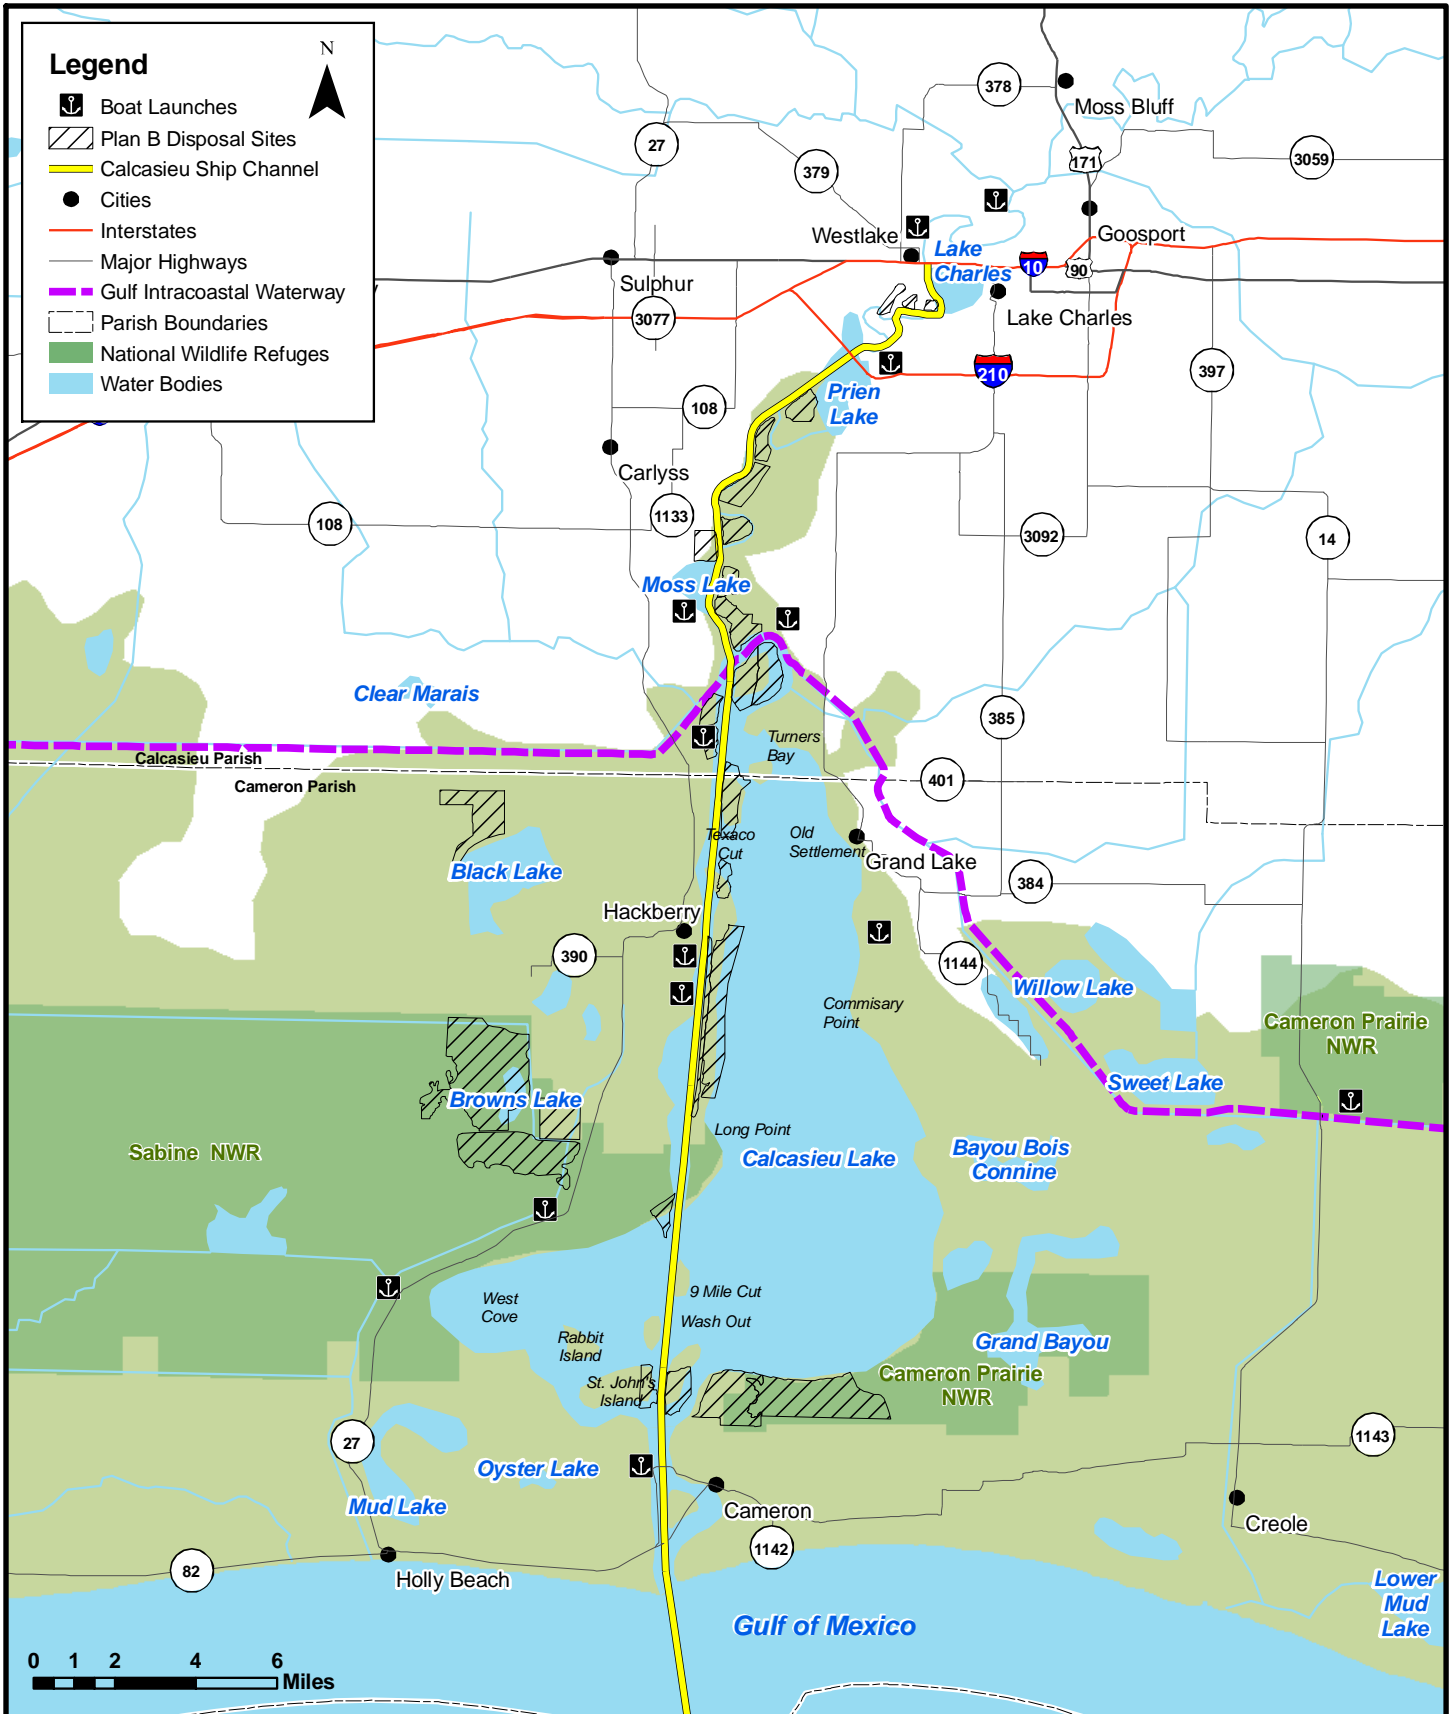 Legend
N
Boat Launches
Plan B Disposal Sites
Calcasieu Ship Channel
Cities
Interstates
Major Highways
Gulf Intracoastal Waterway
Parish Boundaries
National Wildlife Refuges
Water Bodies
378
Moss Bluff
27
171
3059
379
Westlake
Goosport
Lake
Charles
10
90
Sulphur
Lake Charles
3077
210
397
Prien
Lake
108
Carlyss
1133
108
3092
14
Moss Lake
Clear Marais
385
Turners
Bay
Calcasieu Parish
401
Cameron Parish
Texaco
Cut
Old
Settlement
Grand Lake
Black Lake
384
Hackberry
390
1144
Willow Lake
Commisary
Point
Cameron Prairie
NWR
Sweet Lake
Browns Lake
Long Point
Sabine NWR
Calcasieu Lake
Bayou Bois
Connine
9 Mile Cut
West
Cove
Wash Out
Rabbit
Island
Grand Bayou
St. John's
Island
Cameron Prairie
NWR
27
1143
Oyster Lake
Mud Lake
Cameron
Creole
1142
82
Holly Beach
Lower
Mud
Lake
Gulf of Mexico
0 1 2 4 6
Miles